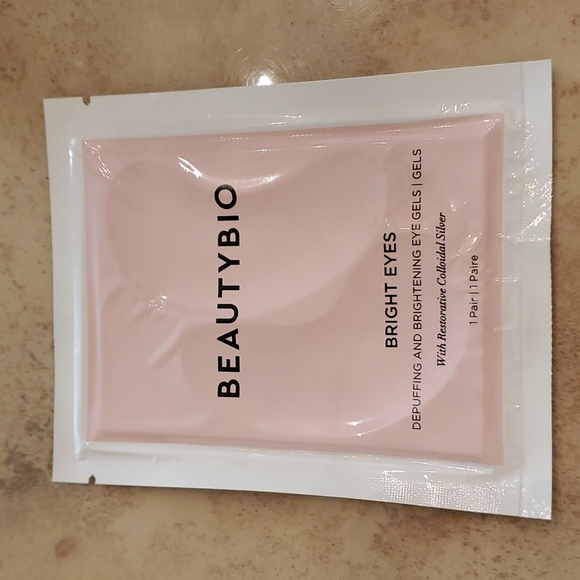 BEAUTYBIO
BRIGHT EYES
DEPUFFING AND BRIGHTENING EYE GELS | GELS
With Restorative Colloidal Silver
1 Pair | 1 Paire